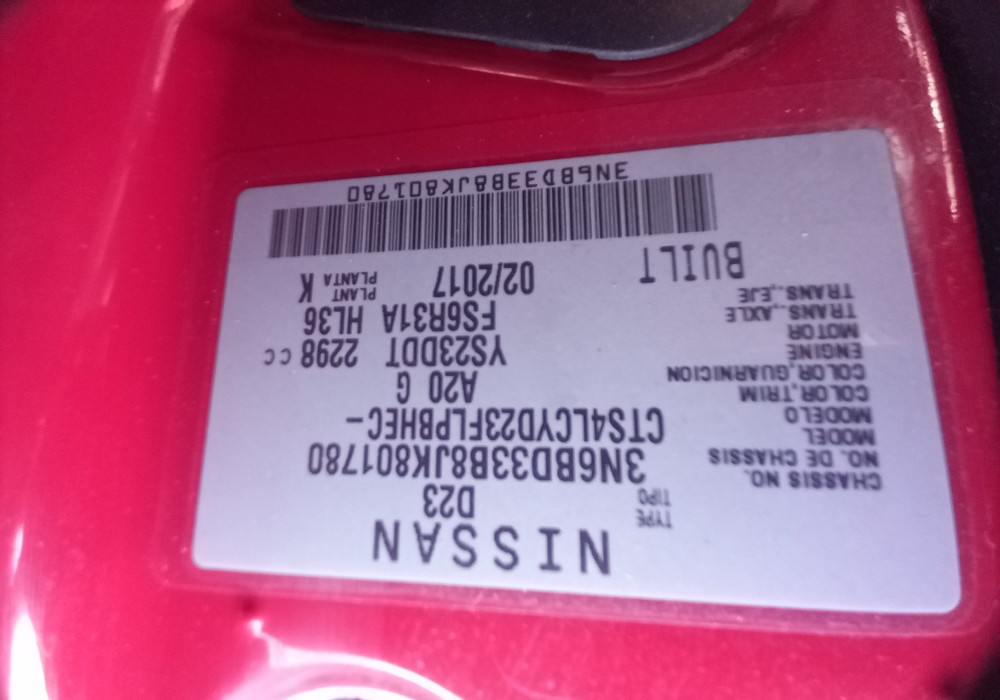 NISSAN
TYPE
TIPO D23
CHASSIS NO.
NO. DE CHASSIS 3N6BD33B8JK801780
MODEL
MODELO CTS4LCYD23FLPBHEC-
COLOR,TRIM
COLOR,GUARNICION A20 G
ENGINE
MOTOR YS23DDT 2298 CC
TRANS.,AXLE
TRANS.,EJE FS6R31A HL36
BUILT 02/2017 PLANT
PLANTA K
3N6BD33B8JK801780